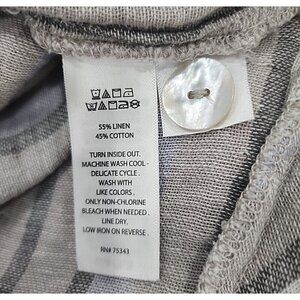 55% LINEN
45% COTTON
TURN INSIDE OUT.
MACHINE WASH COOL -
DELICATE CYCLE.
WASH WITH
LIKE COLORS.
ONLY NON-CHLORINE
BLEACH WHEN NEEDED.
LINE DRY.
LOW IRON ON REVERSE.
RN# 75343